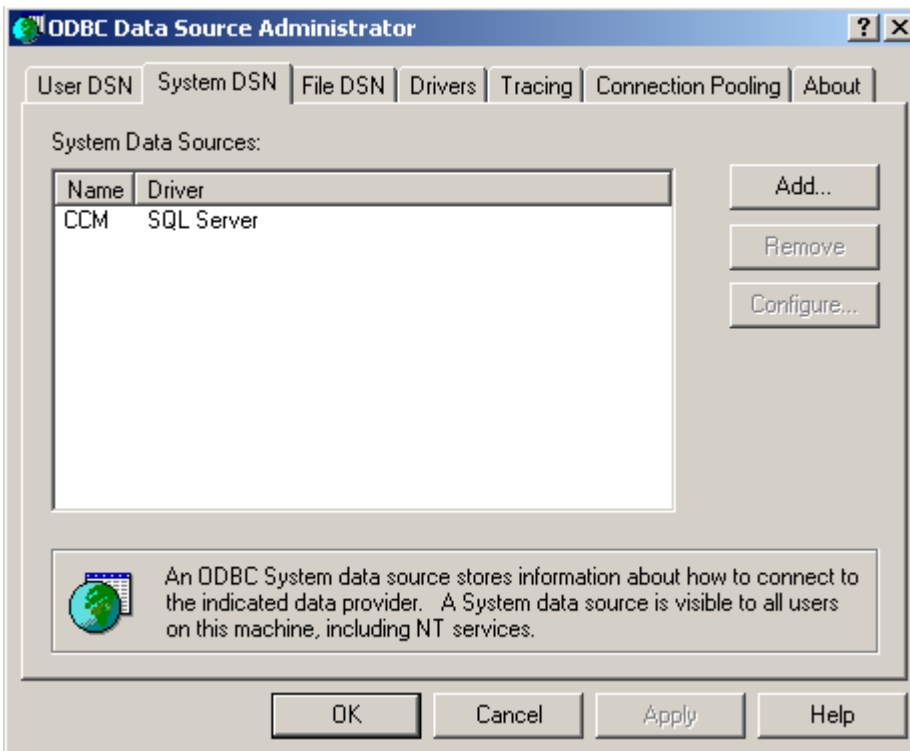 ODBC Data Source Administrator
User DSN System DSN File DSN Drivers Tracing Connection Pooling About
System Data Sources:
Name Driver
CCM SQL Server
Add...
Remove
Configure...
An ODBC System data source stores information about how to connect to
the indicated data provider. A System data source is visible to all users
on this machine, including NT services.
OK Cancel Apply Help